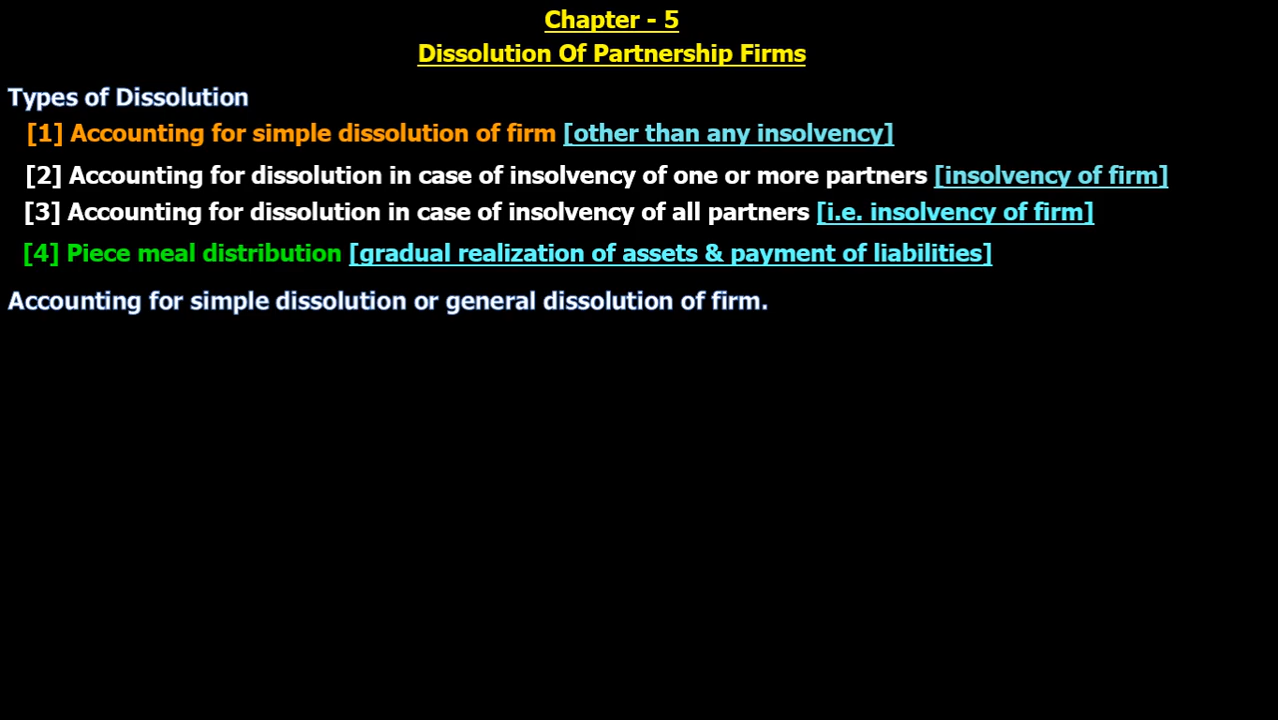 Chapter - 5
Dissolution Of Partnership Firms
Types of Dissolution
[1] Accounting for simple dissolution of firm [other than any insolvency]
[2] Accounting for dissolution in case of insolvency of one or more partners [insolvency of firm]
[3] Accounting for dissolution in case of insolvency of all partners [i.e. insolvency of firm]
[4] Piece meal distribution [gradual realization of assets & payment of liabilities]
Accounting for simple dissolution or general dissolution of firm.